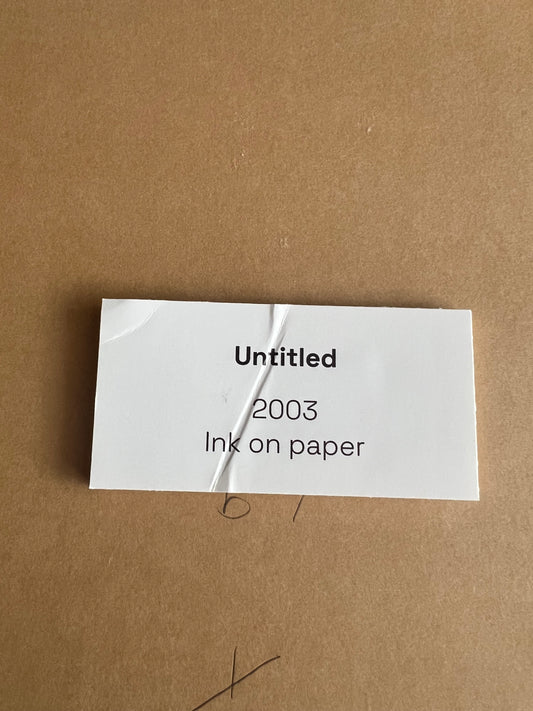 Untitled
2003
Ink on paper